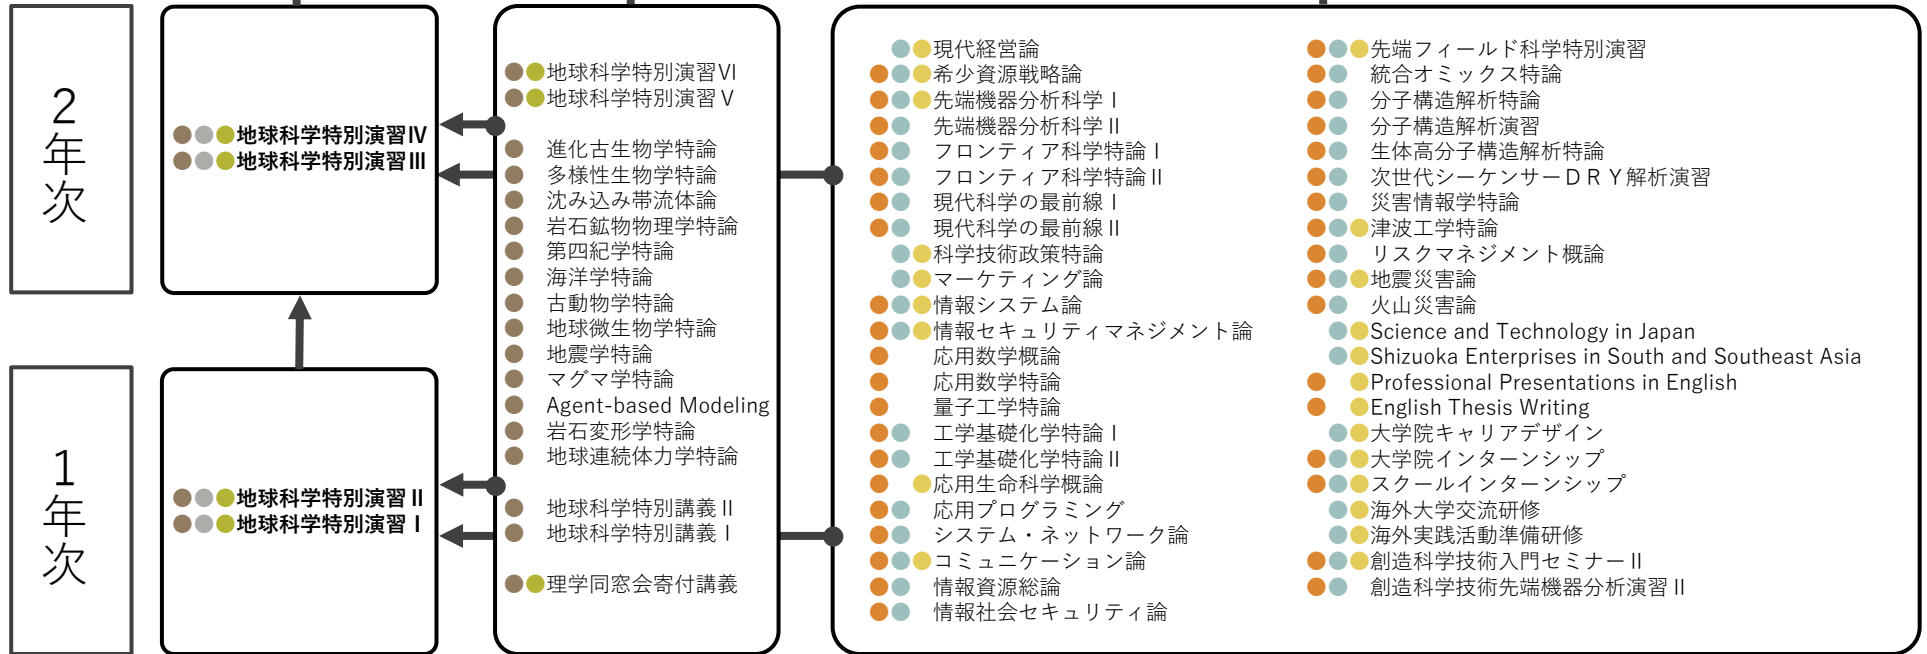 2年次
地球科学特別演習Ⅳ
地球科学特別演習Ⅲ
1年次
地球科学特別演習Ⅱ
地球科学特別演習Ⅰ
地球科学特別演習Ⅵ
地球科学特別演習Ⅴ
進化古生物学特論
多様性生物学特論
沈み込み帯流体論
岩石鉱物物理学特論
第四紀学特論
海洋学特論
古動物学特論
地球微生物学特論
地震学特論
マグマ学特論
Agent-based Modeling
岩石変形学特論
地球連続体力学特論
地球科学特別講義Ⅱ
地球科学特別講義Ⅰ
理学同窓会寄付講義
現代経営論
希少資源戦略論
先端機器分析科学Ⅰ
先端機器分析科学Ⅱ
フロンティア科学特論Ⅰ
フロンティア科学特論Ⅱ
現代科学の最前線Ⅰ
現代科学の最前線Ⅱ
科学技術政策特論
マーケティング論
情報システム論
情報セキュリティマネジメント論
応用数学概論
応用数学特論
量子工学特論
工学基礎化学特論Ⅰ
工学基礎化学特論Ⅱ
応用生命科学概論
応用プログラミング
システム・ネットワーク論
コミュニケーション論
情報資源総論
情報社会セキュリティ論
先端フィールド科学特別演習
統合オミックス特論
分子構造解析特論
分子構造解析演習
生体高分子構造解析特論
次世代シーケンサーDRY解析演習
災害情報学特論
津波工学特論
リスクマネジメント概論
地震災害論
火山災害論
Science and Technology in Japan
Shizuoka Enterprises in South and Southeast Asia
Professional Presentations in English
English Thesis Writing
大学院キャリアデザイン
大学院インターンシップ
スクールインターンシップ
海外大学交流研修
海外実践活動準備研修
創造科学技術入門セミナーⅡ
創造科学技術先端機器分析演習Ⅱ